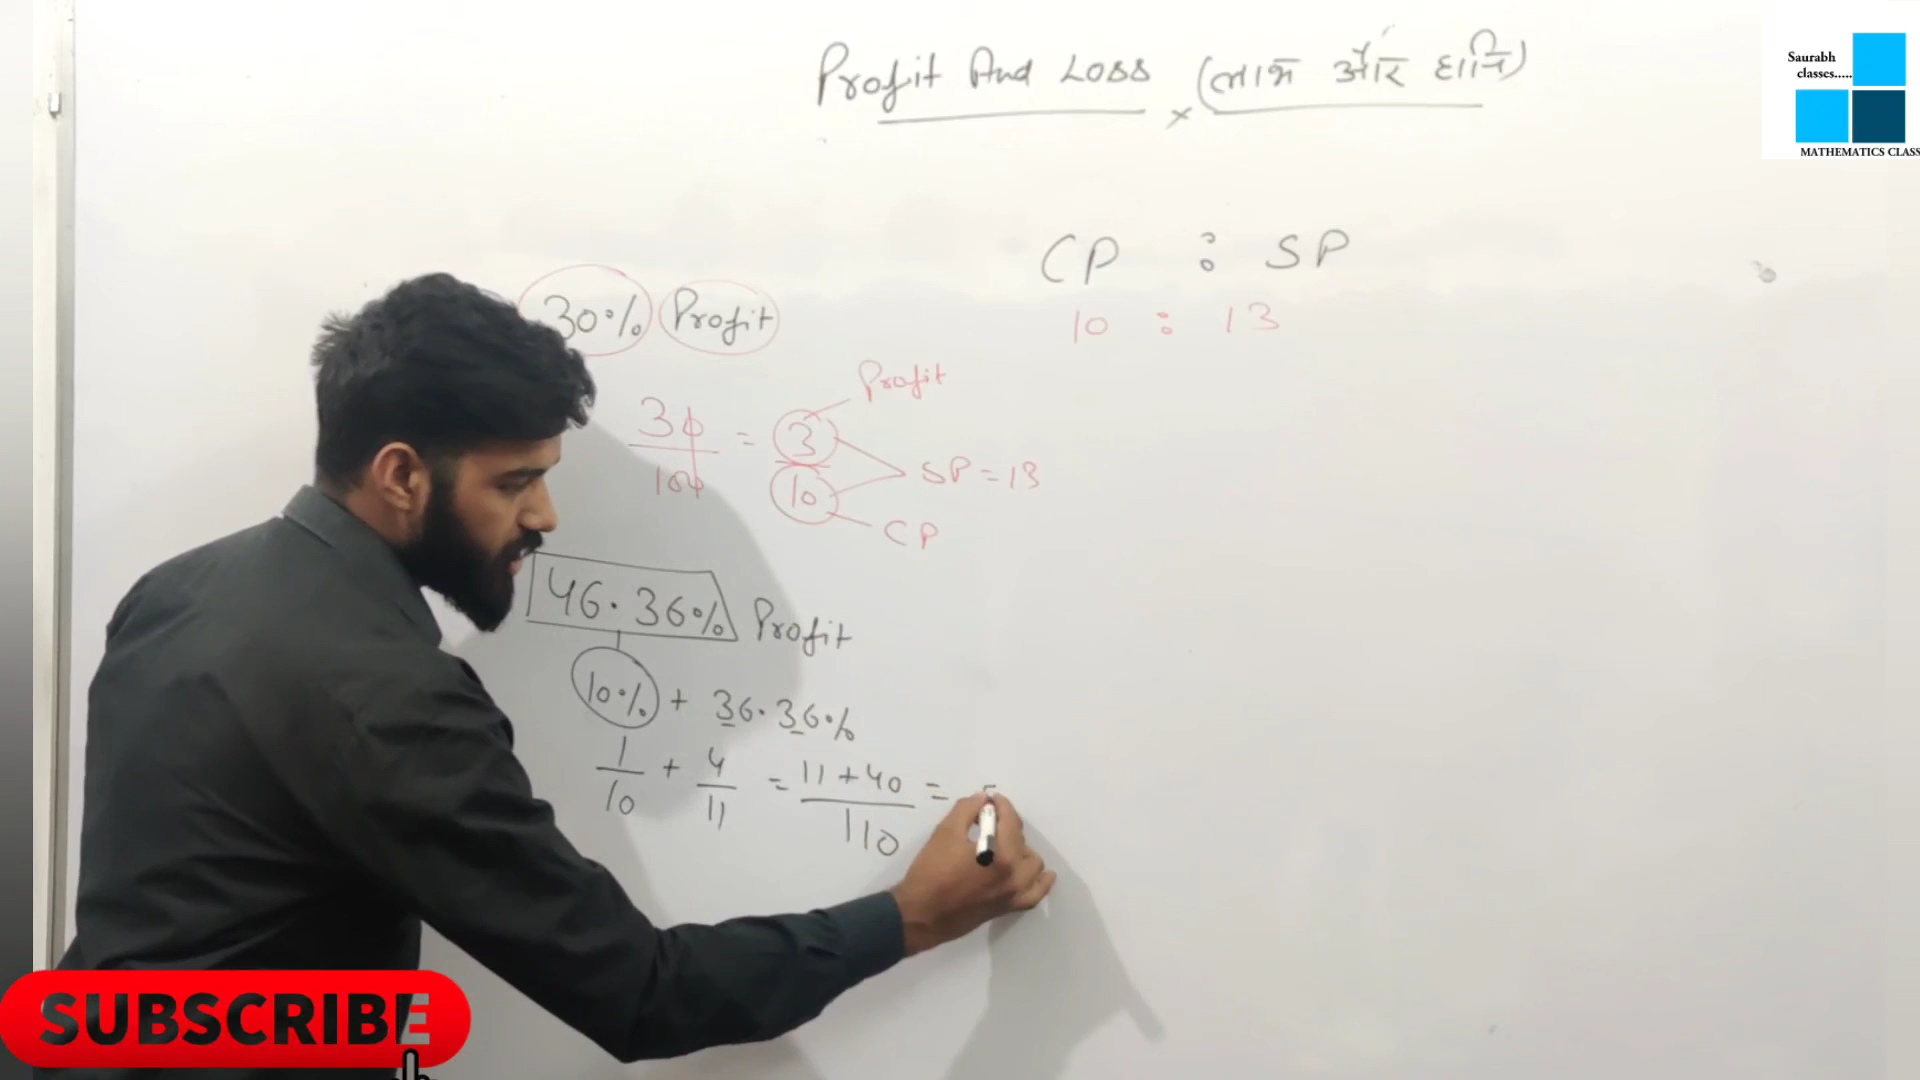 Profit And Loss (लाभ और हानि)
×
Saurabh
classes.....
MATHEMATICS CLASS
CP : SP
10 : 13
30% Profit
30/100 = 3/10
Profit
SP = 13
CP
46.36% Profit
10% + 36.36%
1/10 + 4/11 = 11+40/110 =
SUBSCRIBE